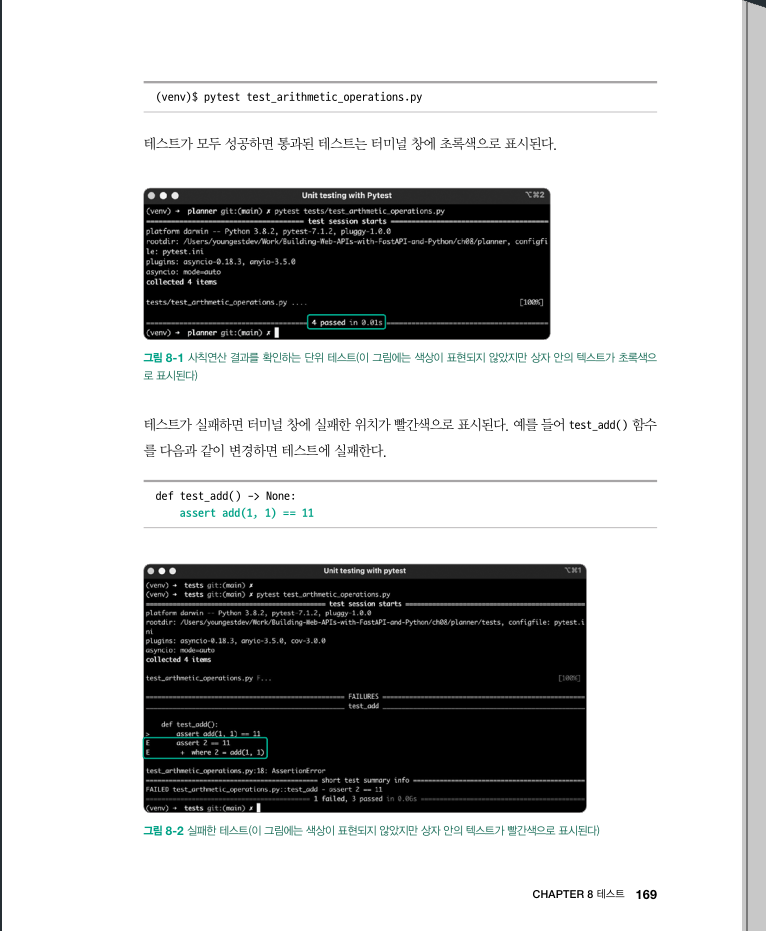 (venv)$ pytest test_arithmetic_operations.py
테스트가 모두 성공하면 통과된 테스트는 터미널 창에 초록색으로 표시된다.
Unit testing with Pytest
⌥⌘2
(venv) → planner git:(main) ✗ pytest tests/test_arthmetic_operations.py
test session starts
platform darwin -- Python 3.8.2, pytest-7.1.2, pluggy-1.0.0
rootdir: /Users/youngestdev/Work/Building-Web-APIs-with-FastAPI-and-Python/ch08/planner, configfi
le: pytest.ini
plugins: asyncio-0.18.3, anyio-3.5.0
asyncio: mode=auto
collected 4 items
tests/test_arthmetic_operations.py .... [100%]
4 passed in 0.01s
(venv) → planner git:(main) ✗
그림 8-1 사칙연산 결과를 확인하는 단위 테스트(이 그림에는 색상이 표현되지 않았지만 상자 안의 텍스트가 초록색으
로 표시된다)
테스트가 실패하면 터미널 창에 실패한 위치가 빨간색으로 표시된다. 예를 들어 test_add() 함수
를 다음과 같이 변경하면 테스트에 실패한다.
def test_add() -> None:
    assert add(1, 1) == 11
Unit testing with pytest
⌥⌘1
(venv) → tests git:(main) ✗
(venv) → tests git:(main) ✗ pytest test_arthmetic_operations.py
test session starts
platform darwin -- Python 3.8.2, pytest-7.1.2, pluggy-1.0.0
rootdir: /Users/youngestdev/Work/Building-Web-APIs-with-FastAPI-and-Python/ch08/planner/tests, configfile: pytest.i
ni
plugins: asyncio-0.18.3, anyio-3.5.0, cov-3.0.0
asyncio: mode=auto
collected 4 items
test_arthmetic_operations.py F... [100%]
FAILURES
test_add
def test_add():
> assert add(1, 1) == 11
E assert 2 == 11
E + where 2 = add(1, 1)
test_arthmetic_operations.py:18: AssertionError
short test summary info
FAILED test_arthmetic_operations.py::test_add - assert 2 == 11
1 failed, 3 passed in 0.06s
(venv) → tests git:(main) ✗
그림 8-2 실패한 테스트(이 그림에는 색상이 표현되지 않았지만 상자 안의 텍스트가 빨간색으로 표시된다)
CHAPTER 8 테스트 169